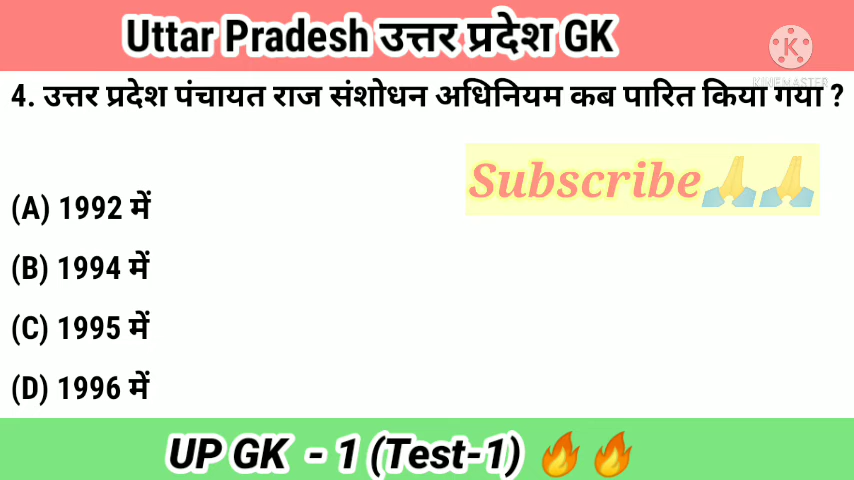 Uttar Pradesh उत्तर प्रदेश GK
K
KINEMASTER
4. उत्तर प्रदेश पंचायत राज संशोधन अधिनियम कब पारित किया गया ?
Subscribe🙏🙏
(A) 1992 में
(B) 1994 में
(C) 1995 में
(D) 1996 में
UP GK - 1 (Test-1) 🔥🔥